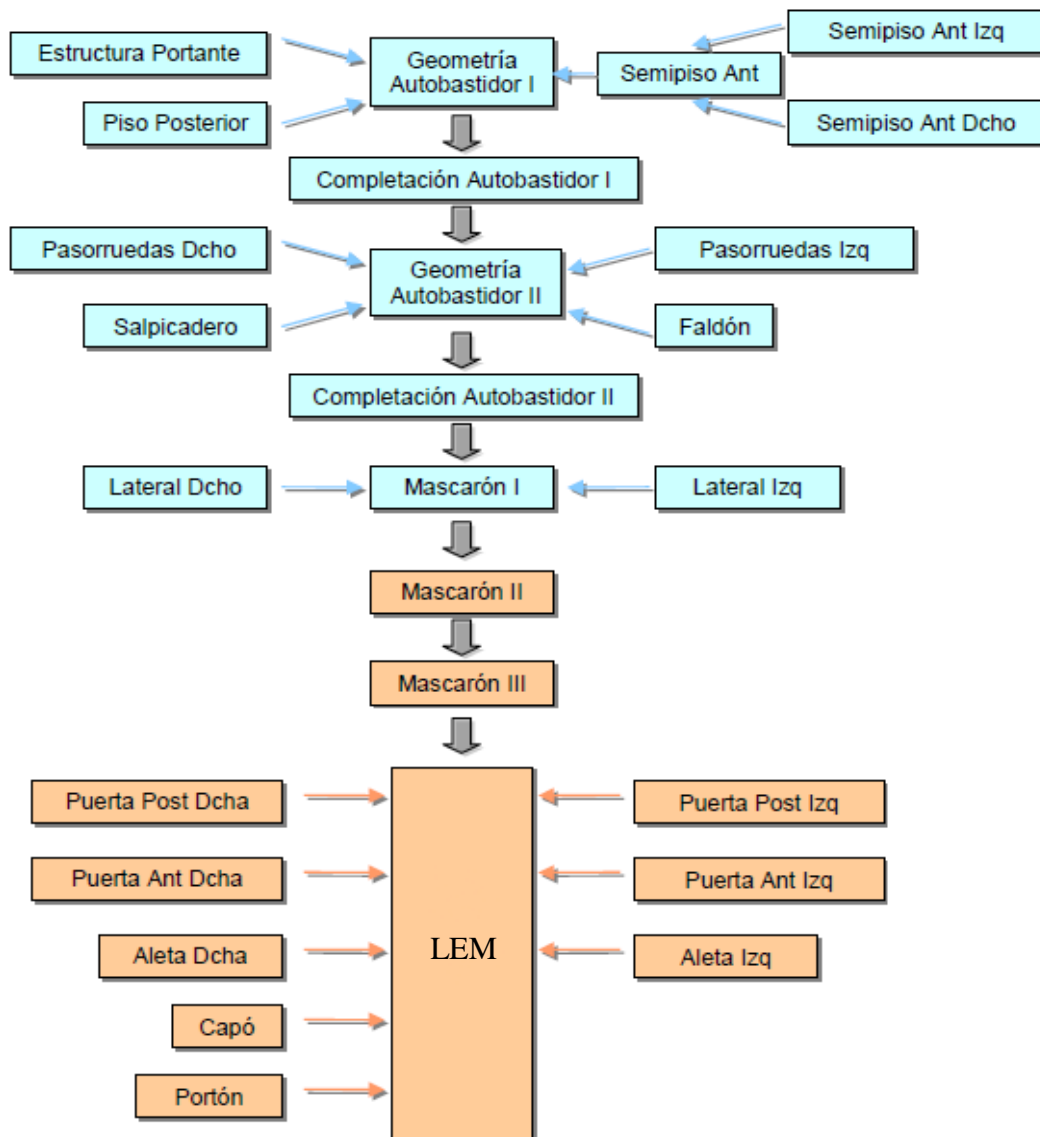 Estructura Portante
Geometría
Autobastidor I
Semipiso Ant
Semipiso Ant Izq
Piso Posterior
Semipiso Ant Dcho
Completación Autobastidor I
Pasorruedas Dcho
Geometría
Autobastidor II
Pasorruedas Izq
Salpicadero
Faldón
Completación Autobastidor II
Lateral Dcho
Mascarón I
Lateral Izq
Mascarón II
Mascarón III
Puerta Post Dcha
Puerta Post Izq
Puerta Ant Dcha
Puerta Ant Izq
Aleta Dcha
LEM
Aleta Izq
Capó
Portón